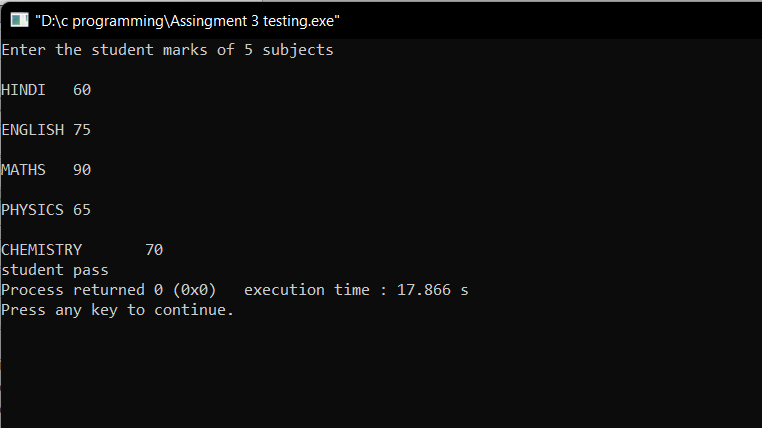 "D:\c programming\Assingment 3 testing.exe"
Enter the student marks of 5 subjects
HINDI 60
ENGLISH 75
MATHS 90
PHYSICS 65
CHEMISTRY 70
student pass
Process returned 0 (0x0) execution time : 17.866 s
Press any key to continue.